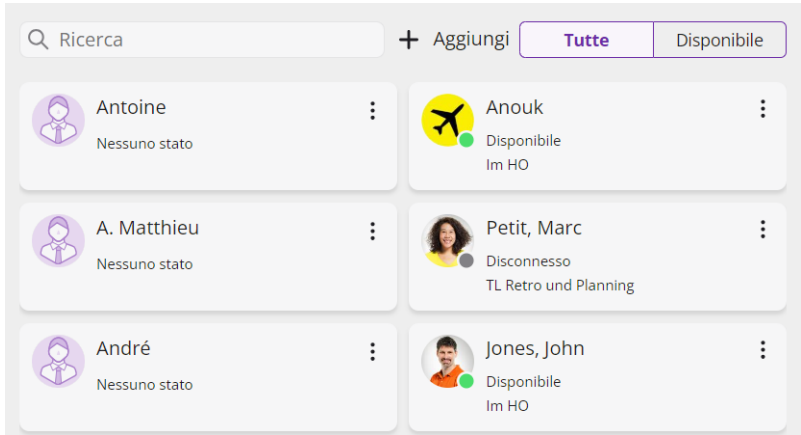 Ricerca
Aggiungi
Tutte
Disponibile
Antoine
Nessuno stato
Anouk
Disponibile
Im HO
A. Matthieu
Nessuno stato
Petit, Marc
Disconnesso
TL Retro und Planning
André
Nessuno stato
Jones, John
Disponibile
Im HO